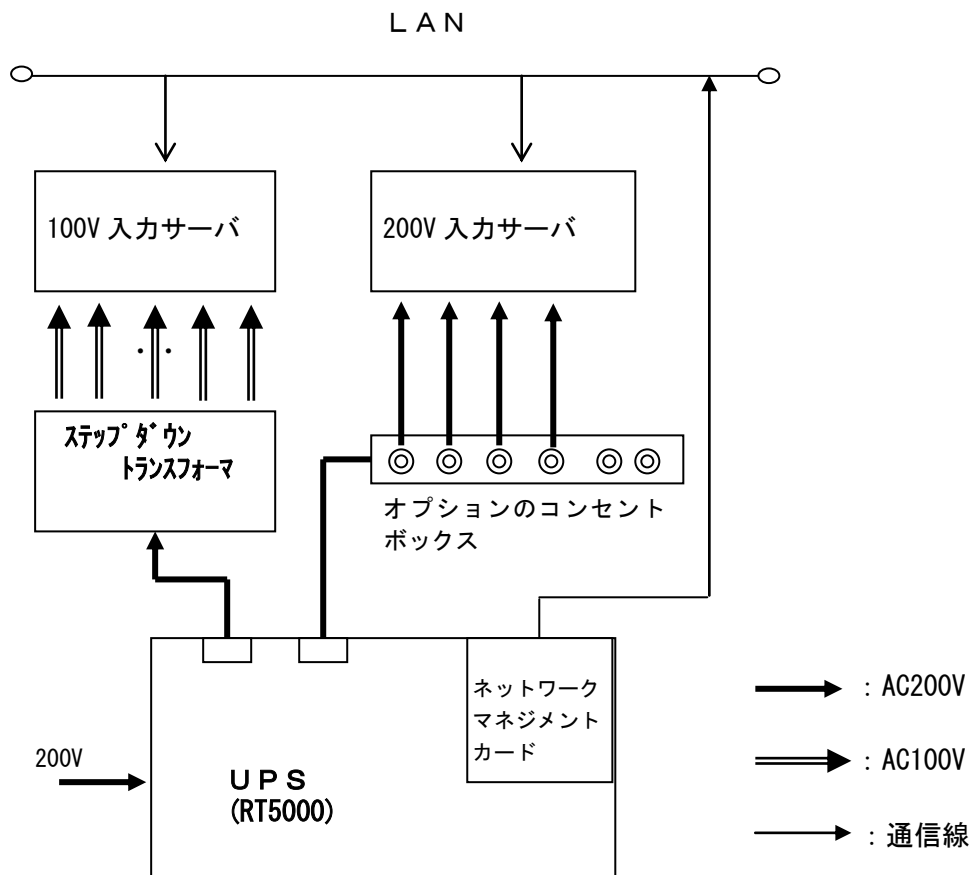 ＬＡＮ
100V 入力サーバ
200V 入力サーバ
ステップダウン
トランスフォーマ
オプションのコンセント
ボックス
ネットワーク
マネジメント
カード
200V
ＵＰＳ
(RT5000)
：AC200V
：AC100V
：通信線